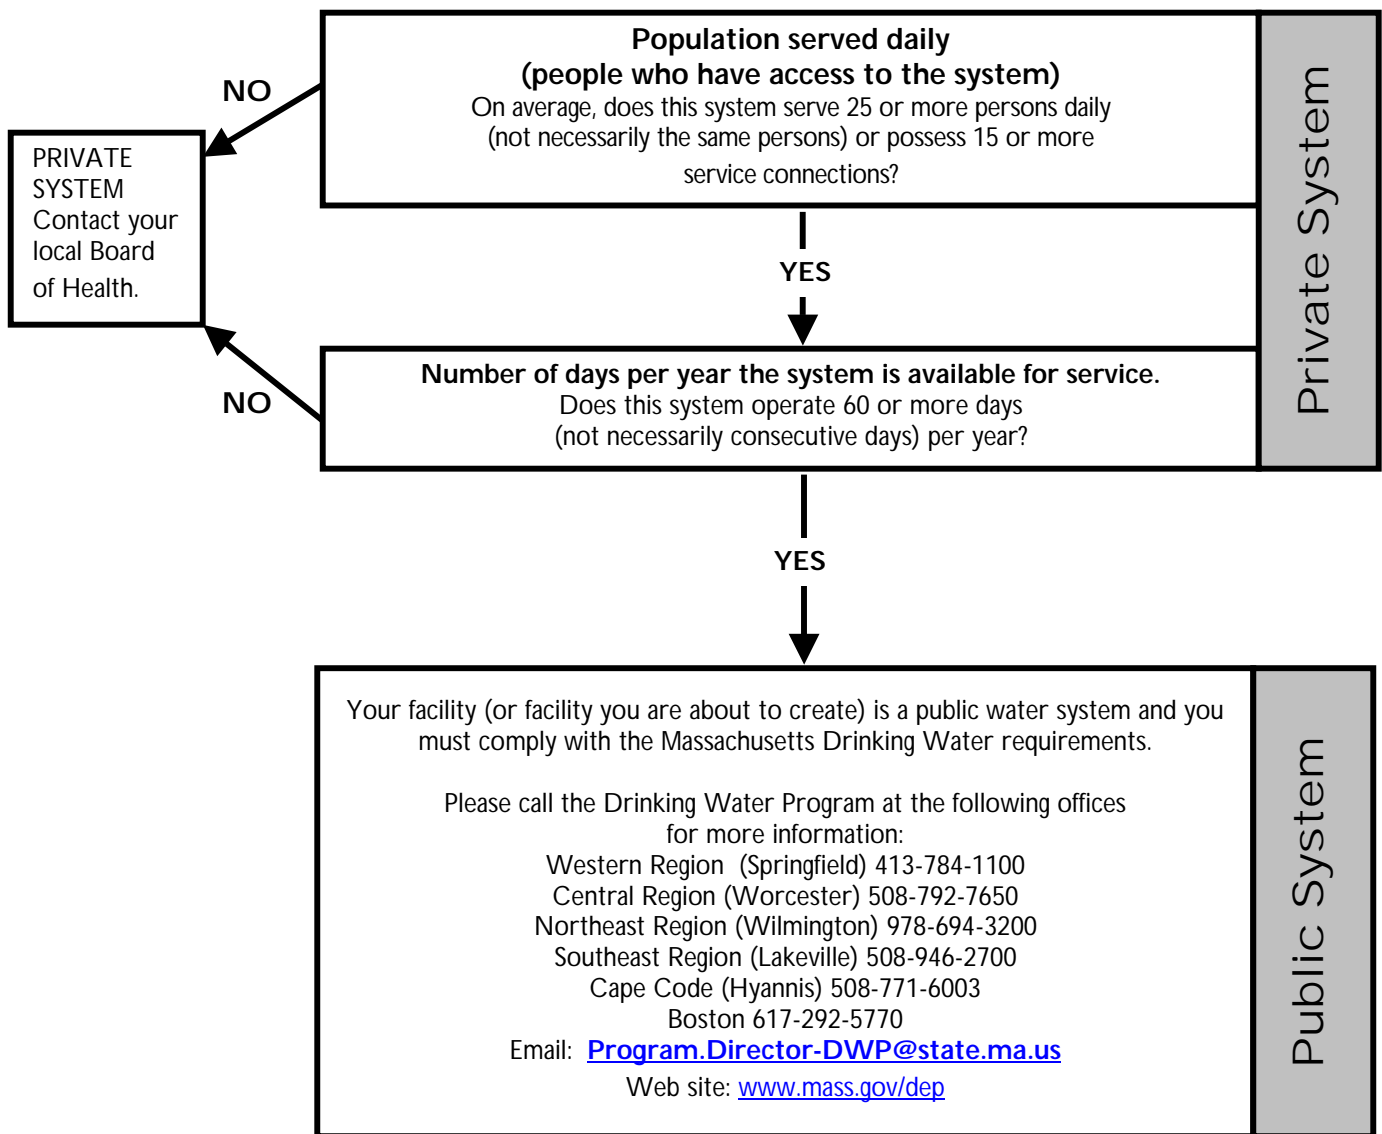 Population served daily
(people who have access to the system)
On average, does this system serve 25 or more persons daily
(not necessarily the same persons) or possess 15 or more
service connections?
Private System
NO
PRIVATE
SYSTEM
Contact your
local Board
of Health.
YES
Number of days per year the system is available for service.
Does this system operate 60 or more days
(not necessarily consecutive days) per year?
NO
YES
Your facility (or facility you are about to create) is a public water system and you
must comply with the Massachusetts Drinking Water requirements.
Please call the Drinking Water Program at the following offices
for more information:
Western Region (Springfield) 413-784-1100
Central Region (Worcester) 508-792-7650
Northeast Region (Wilmington) 978-694-3200
Southeast Region (Lakeville) 508-946-2700
Cape Code (Hyannis) 508-771-6003
Boston 617-292-5770
Email: Program.Director-DWP@state.ma.us
Web site: www.mass.gov/dep
Public System